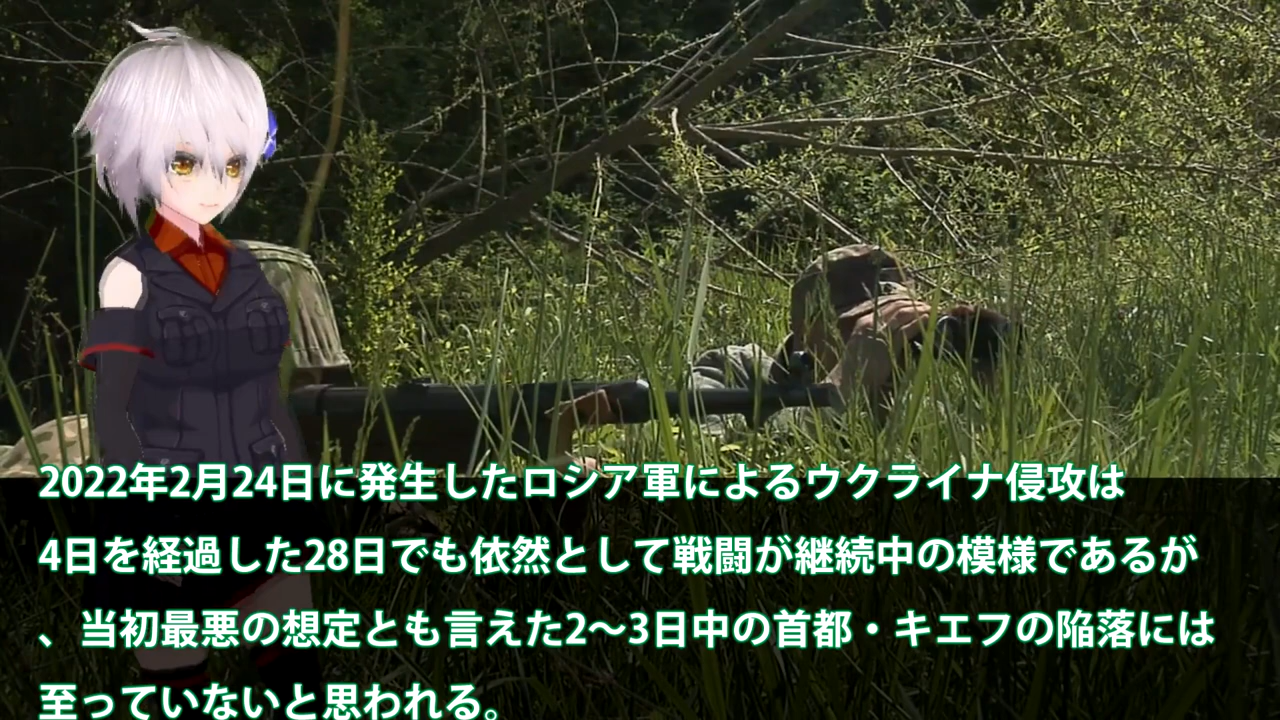 2022年2月24日に発生したロシア軍によるウクライナ侵攻は
4日を経過した28日でも依然として戦闘が継続中の模様であるが
、当初最悪の想定とも言えた2〜3日中の首都・キエフの陥落には
至っていないと思われる。